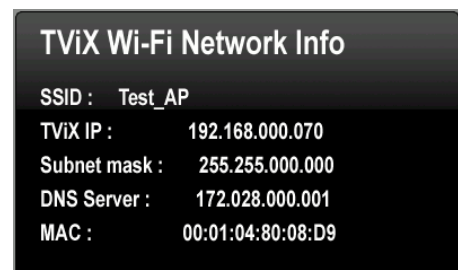 TViX Wi-Fi Network Info
SSID : Test_AP
TViX IP : 192.168.000.070
Subnet mask : 255.255.000.000
DNS Server : 172.028.000.001
MAC : 00:01:04:80:08:D9